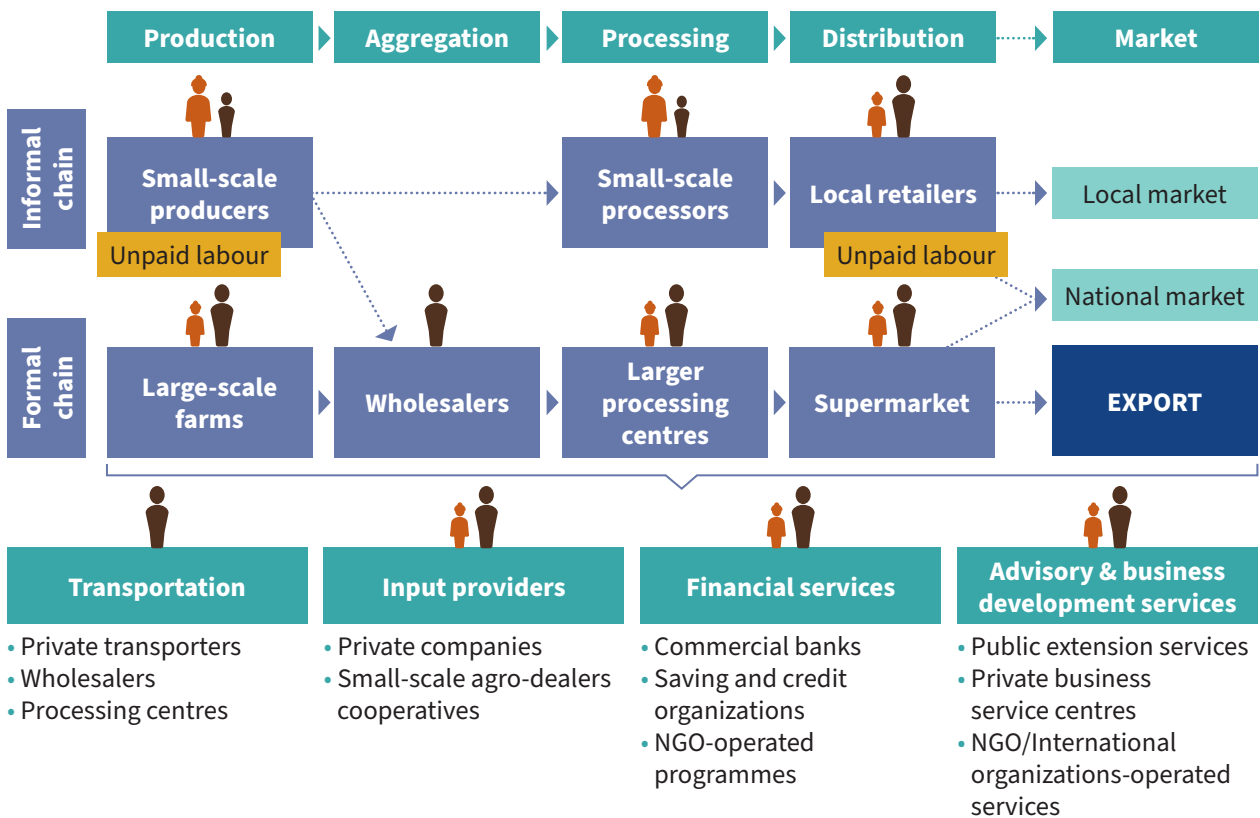 Production
Aggregation
Processing
Distribution
Market
Informal
chain
Small-scale
producers
Unpaid labour
Small-scale
processors
Local retailers
Unpaid labour
Local market
National market
Formal
chain
Large-scale
farms
Wholesalers
Larger
processing
centres
Supermarket
EXPORT
Transportation
• Private transporters
• Wholesalers
• Processing centres
Input providers
• Private companies
• Small-scale agro-dealers
cooperatives
Financial services
• Commercial banks
• Saving and credit
organizations
• NGO-operated
programmes
Advisory & business
development services
• Public extension services
• Private business
service centres
• NGO/International
organizations-operated
services